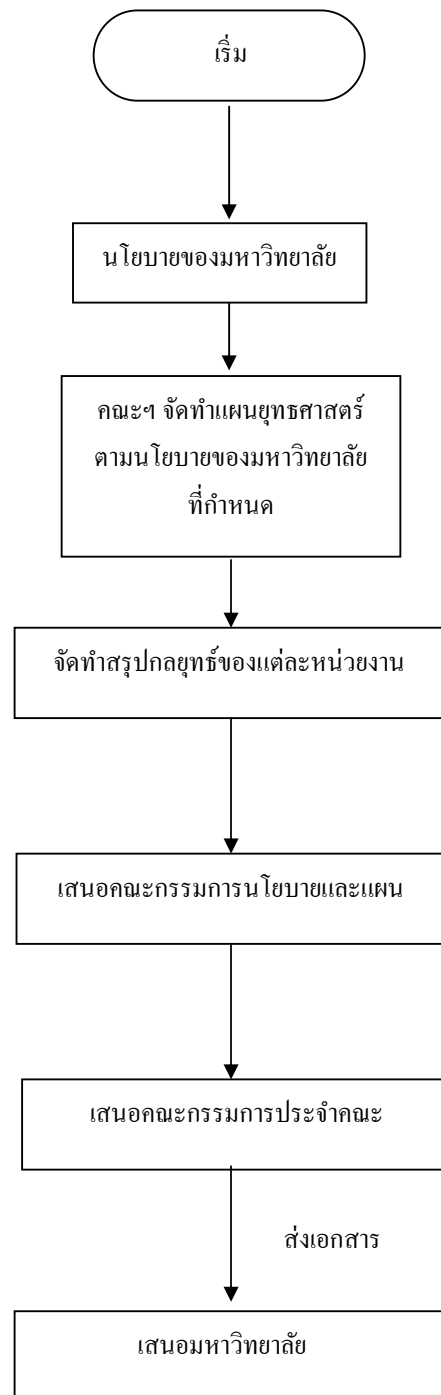 เริ่ม
นโยบายของมหาวิทยาลัย
คณะฯ จัดทำแผนยุทธศาสตร์
ตามนโยบายของมหาวิทยาลัย
ที่กำหนด
จัดทำสรุปกลยุทธ์ของแต่ละหน่วยงาน
เสนอคณะกรรมการนโยบายและแผน
เสนอคณะกรรมการประจำคณะ
ส่งเอกสาร
เสนอมหาวิทยาลัย